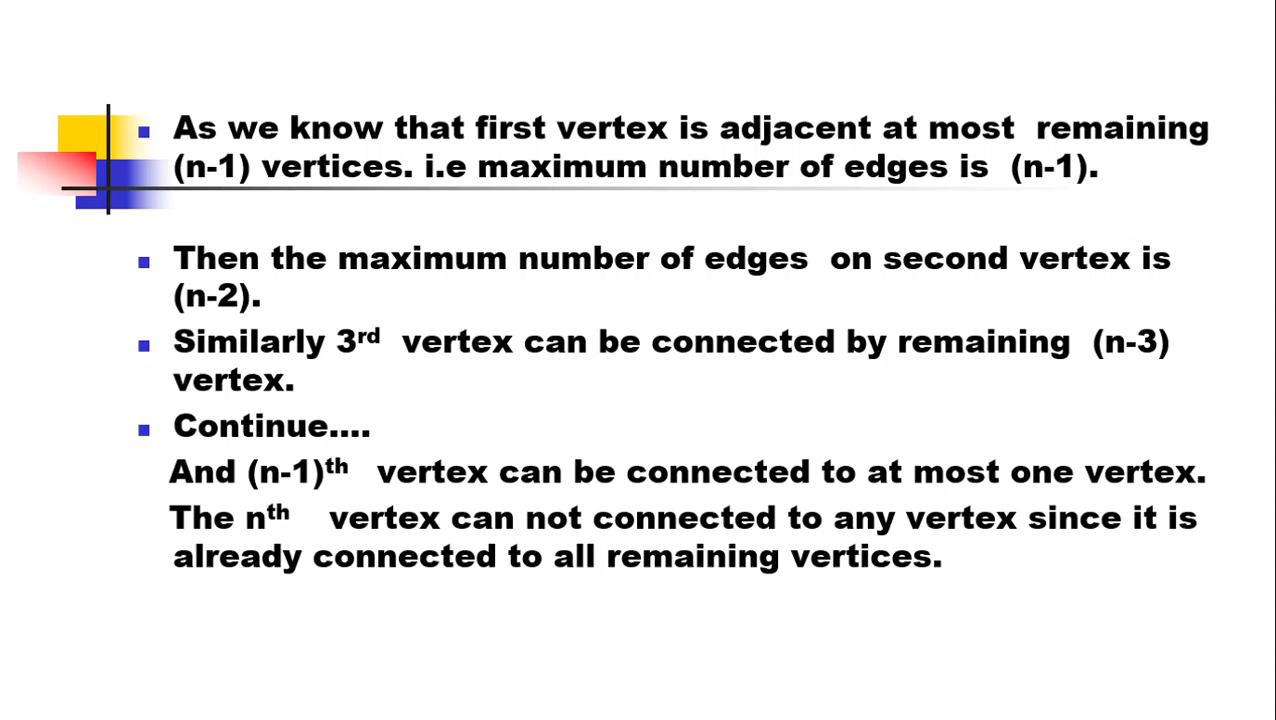 As we know that first vertex is adjacent at most remaining
(n-1) vertices. i.e maximum number of edges is (n-1).
Then the maximum number of edges on second vertex is
(n-2).
Similarly 3rd vertex can be connected by remaining (n-3)
vertex.
Continue....
And (n-1)th vertex can be connected to at most one vertex.
The nth vertex can not connected to any vertex since it is
already connected to all remaining vertices.